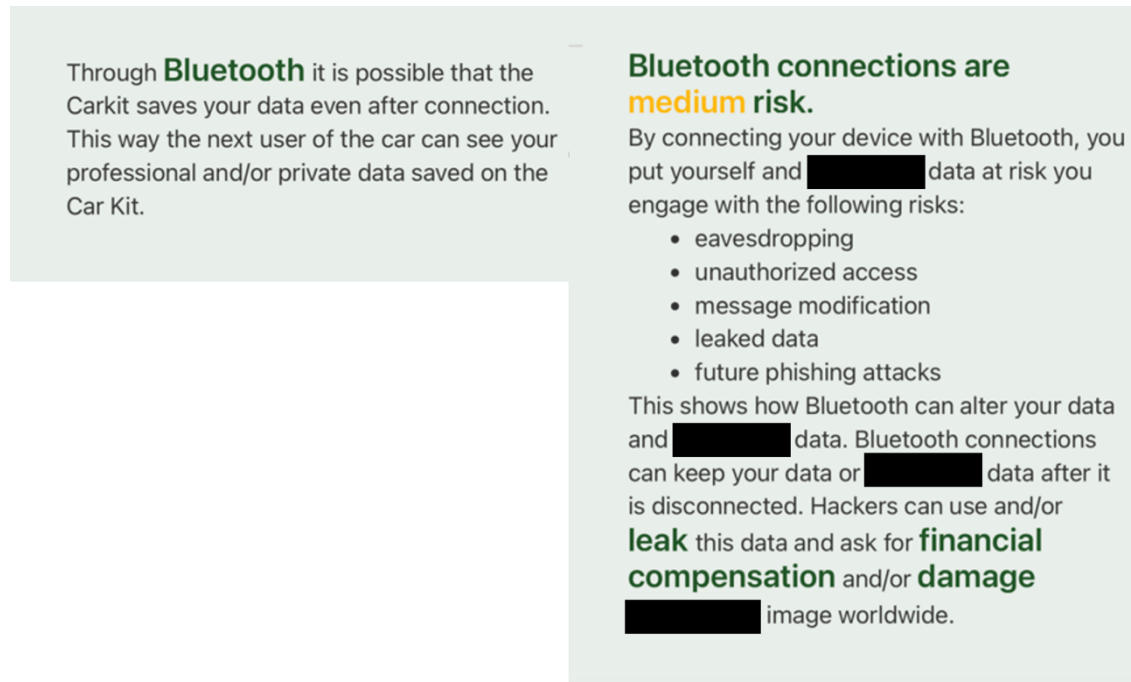 Through Bluetooth it is possible that the
Carkit saves your data even after connection.
This way the next user of the car can see your
professional and/or private data saved on the
Car Kit.
Bluetooth connections are
medium risk.
By connecting your device with Bluetooth, you
put yourself and data at risk you
engage with the following risks:
• eavesdropping
• unauthorized access
• message modification
• leaked data
• future phishing attacks
This shows how Bluetooth can alter your data
and data. Bluetooth connections
can keep your data or data after it
is disconnected. Hackers can use and/or
leak this data and ask for financial
compensation and/or damage
image worldwide.